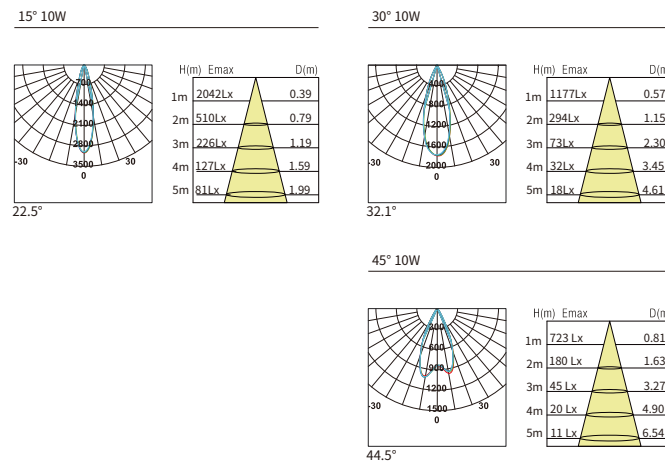 15° 10W
H(m) Emax D(m)
700
1400
2100
2800
3500
-30 30
0
1m 2042Lx 0.39
2m 510Lx 0.79
3m 226Lx 1.19
4m 127Lx 1.59
5m 81Lx 1.99
22.5°
30° 10W
H(m) Emax D(m
400
800
1200
1600
2000
-30 30
0
1m 1177Lx 0.57
2m 294Lx 1.15
3m 73Lx 2.30
4m 32Lx 3.45
5m 18Lx 4.61
32.1°
45° 10W
H(m) Emax D(m
300
600
900
1200
1500
-30 30
0
1m 723 Lx 0.81
2m 180 Lx 1.63
3m 45 Lx 3.27
4m 20 Lx 4.90
5m 11 Lx 6.54
44.5°